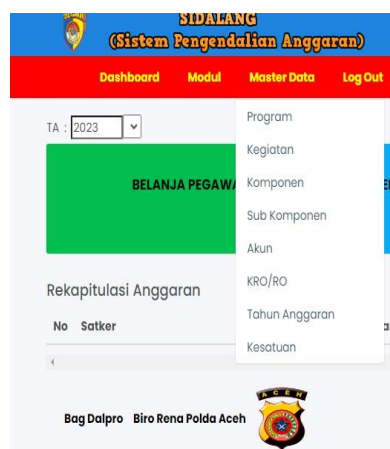 SIDALANG
(Sistem Pengendalian Anggaran)
Dashboard Modul Master Data Log Out
TA : 2023
Program
Kegiatan
Komponen
Sub Komponen
Akun
KRO/RO
Tahun Anggaran
Kesatuan
BELANJA PEGAWA
Rekapitulasi Anggaran
No Satker
Bag Dalpro Biro Rena Polda Aceh
ACEH